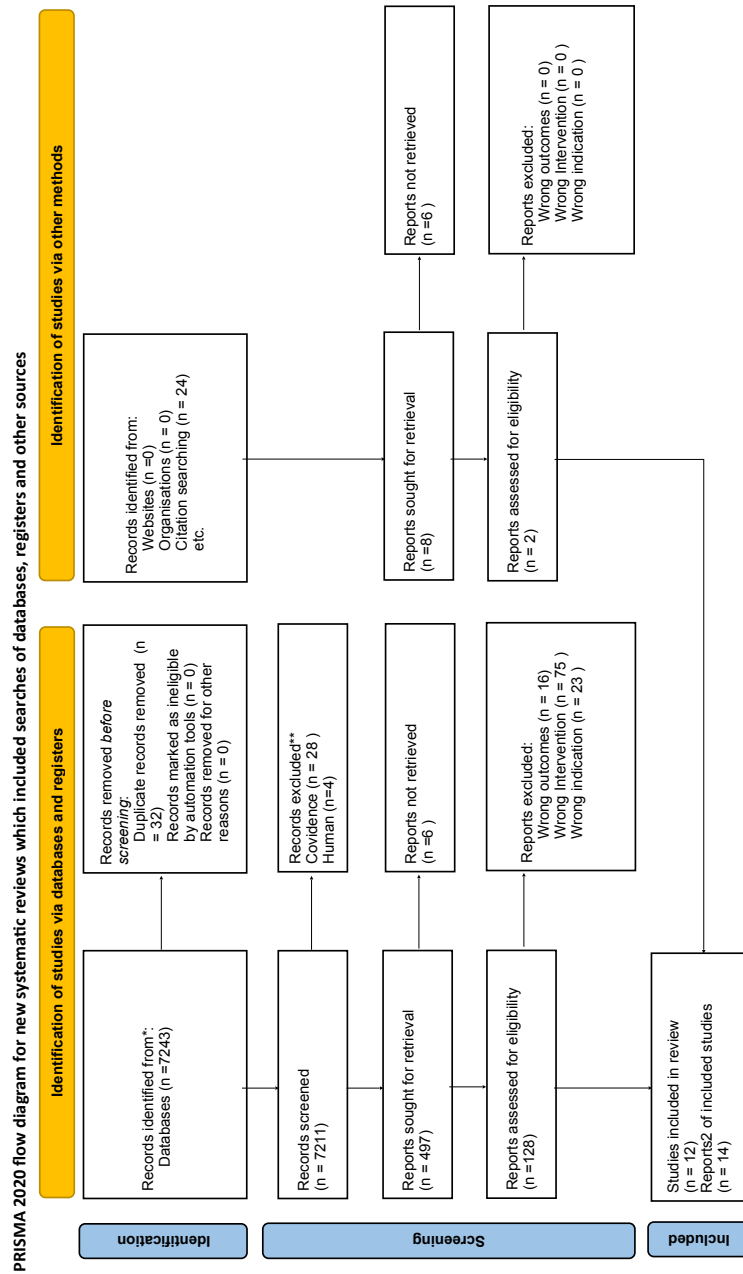 PRISMA 2020 flow diagram for new systematic reviews which included searches of databases, registers and other sources
Identification of studies via databases and registers
Identification of studies via other methods
Identification
Records identified from*:
Databases (n =7243)
Records removed before
screening:
Duplicate records removed (n
= 32)
Records marked as ineligible
by automation tools (n = 0)
Records removed for other
reasons (n = 0)
Records identified from:
Websites (n =0)
Organisations (n = 0)
Citation searching (n = 24)
etc.
Screening
Records screened
(n = 7211)
Records excluded**
Covidence (n = 28 )
Human (n=4)
Reports sought for retrieval
(n = 497)
Reports not retrieved
(n =6 )
Reports sought for retrieval
(n =8)
Reports not retrieved
(n =6 )
Reports assessed for eligibility
(n =128)
Reports excluded:
Wrong outcomes (n = 16)
Wrong Intervention (n = 75 )
Wrong indication (n = 23 )
Reports assessed for eligibility
(n = 2)
Reports excluded:
Wrong outcomes (n = 0)
Wrong Intervention (n = 0 )
Wrong indication (n = 0 )
Included
Studies included in review
(n = 12)
Reports2 of included studies
(n = 14)